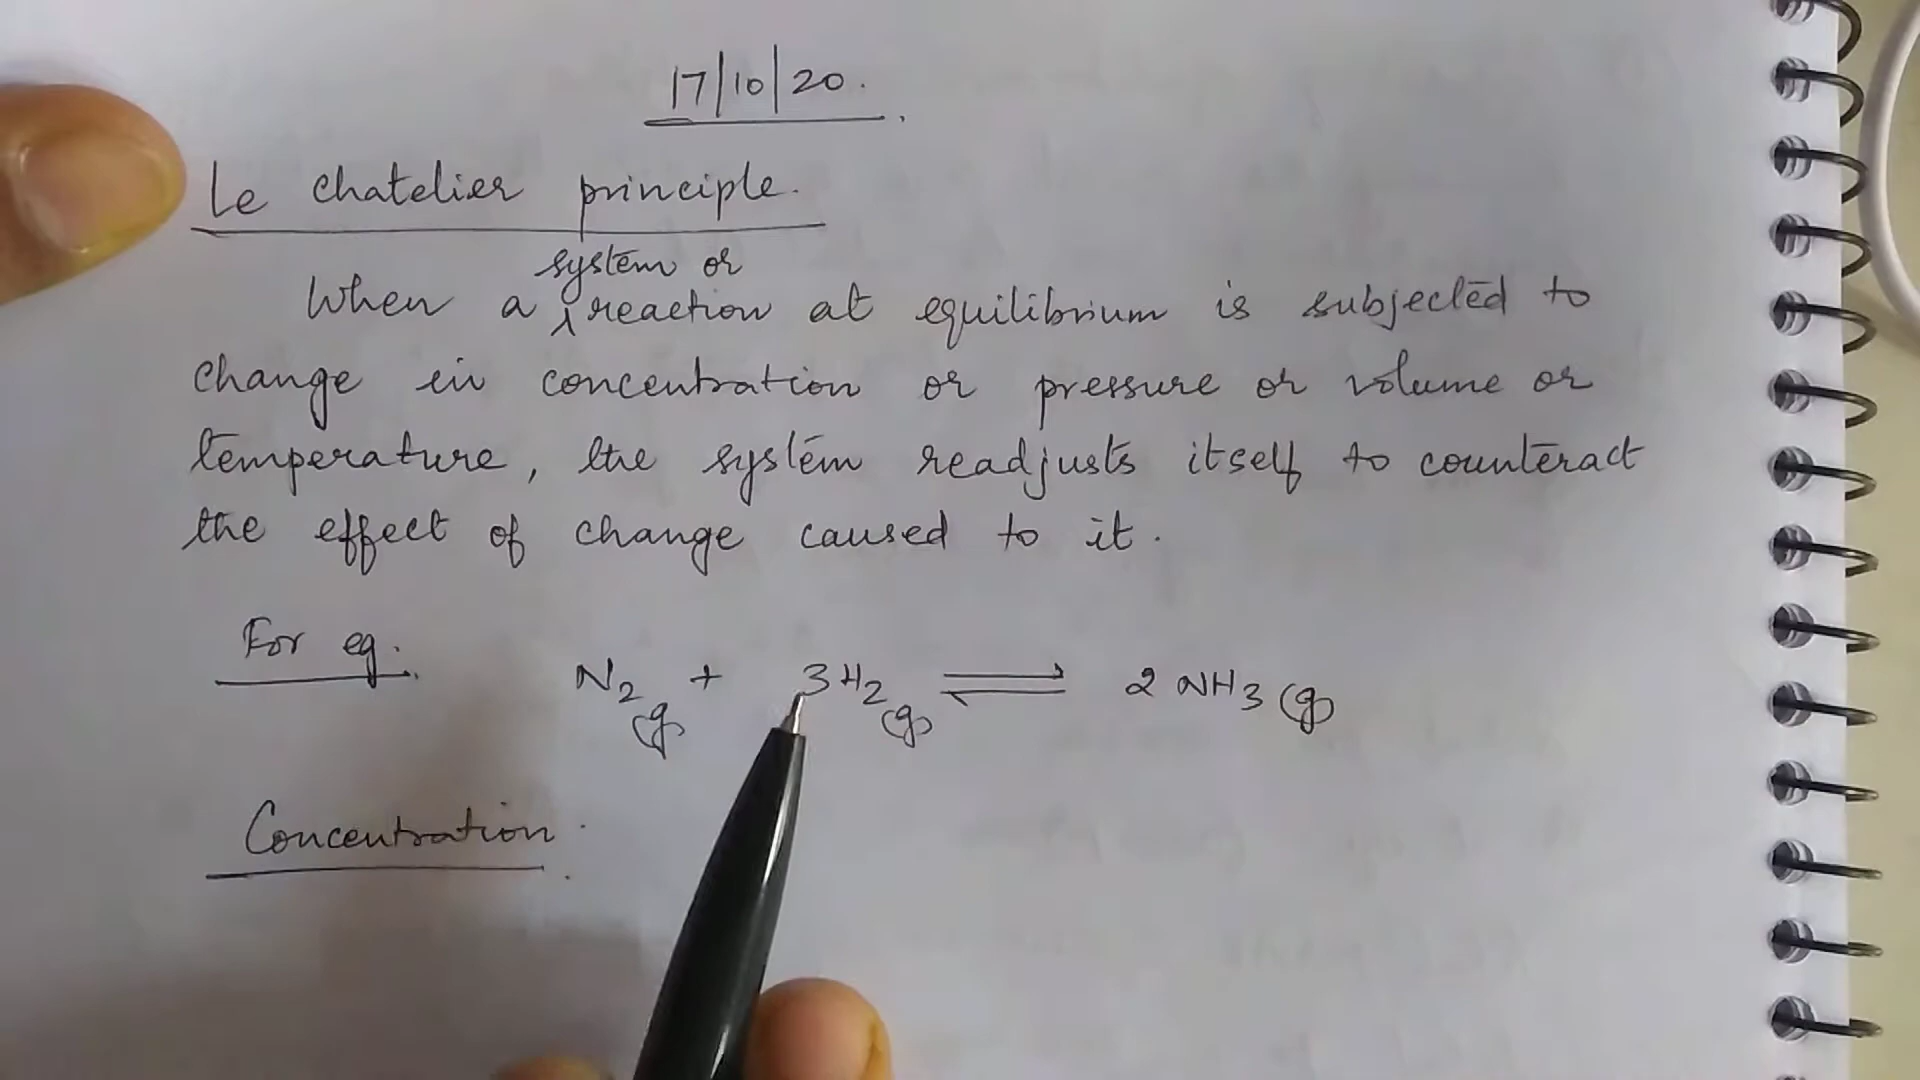 17/10/20.
Le chatelier principle.
system or
When a reaction at equilibrium is subjected to
change in concentration or pressure or volume or
temperature, the system readjusts itself to counteract
the effect of change caused to it.
For eg.
N2(g) + 3H2(g) ⇌ 2NH3(g)
Concentration.